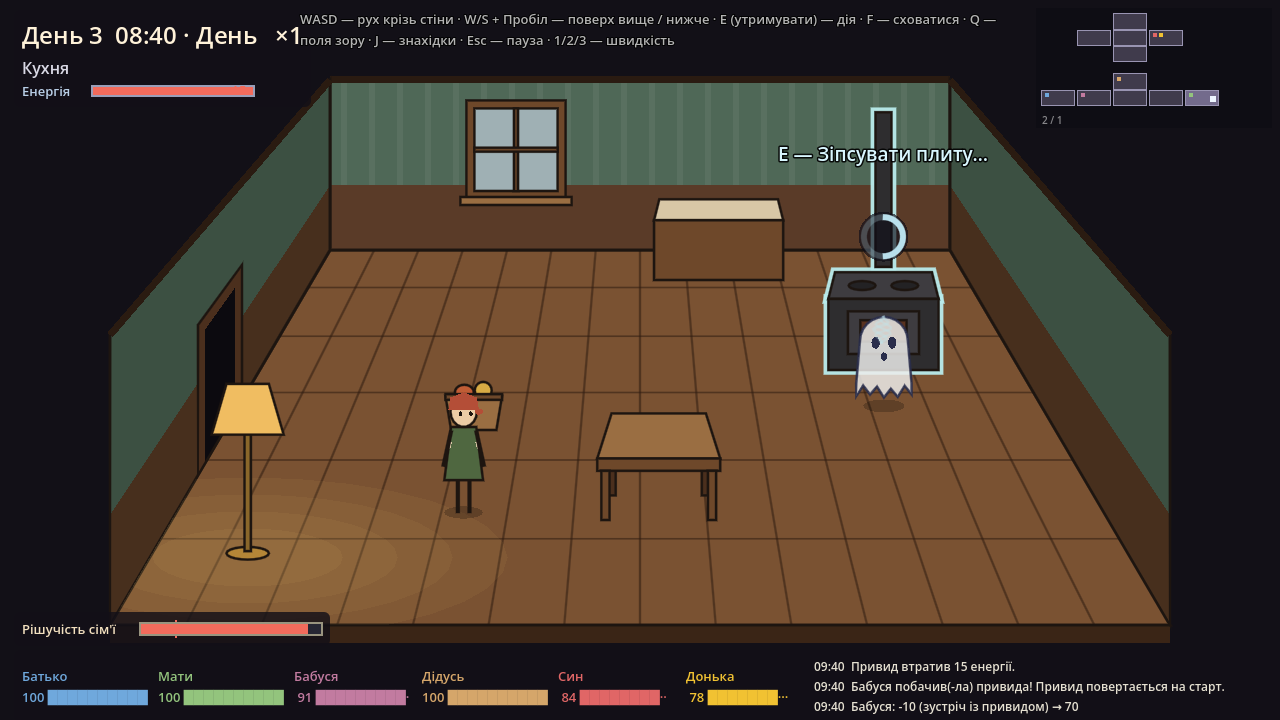 День 3  08:40 · День   ×1
WASD — рух крізь стіни · W/S + Пробіл — поверх вище / нижче · E (утримувати) — дія · F — сховатися · Q —
поля зору · J — знахідки · Esc — пауза · 1/2/3 — швидкість
Кухня
Енергія
2 / 1
E — Зіпсувати плиту...
Рішучість сім'ї
Батько
100
Мати
100
Бабуся
91
Дідусь
100
Син
84
Донька
78
09:40  Привид втратив 15 енергії.
09:40  Бабуся побачив(-ла) привида! Привид повертається на старт.
09:40  Бабуся: -10 (зустріч із привидом) → 70